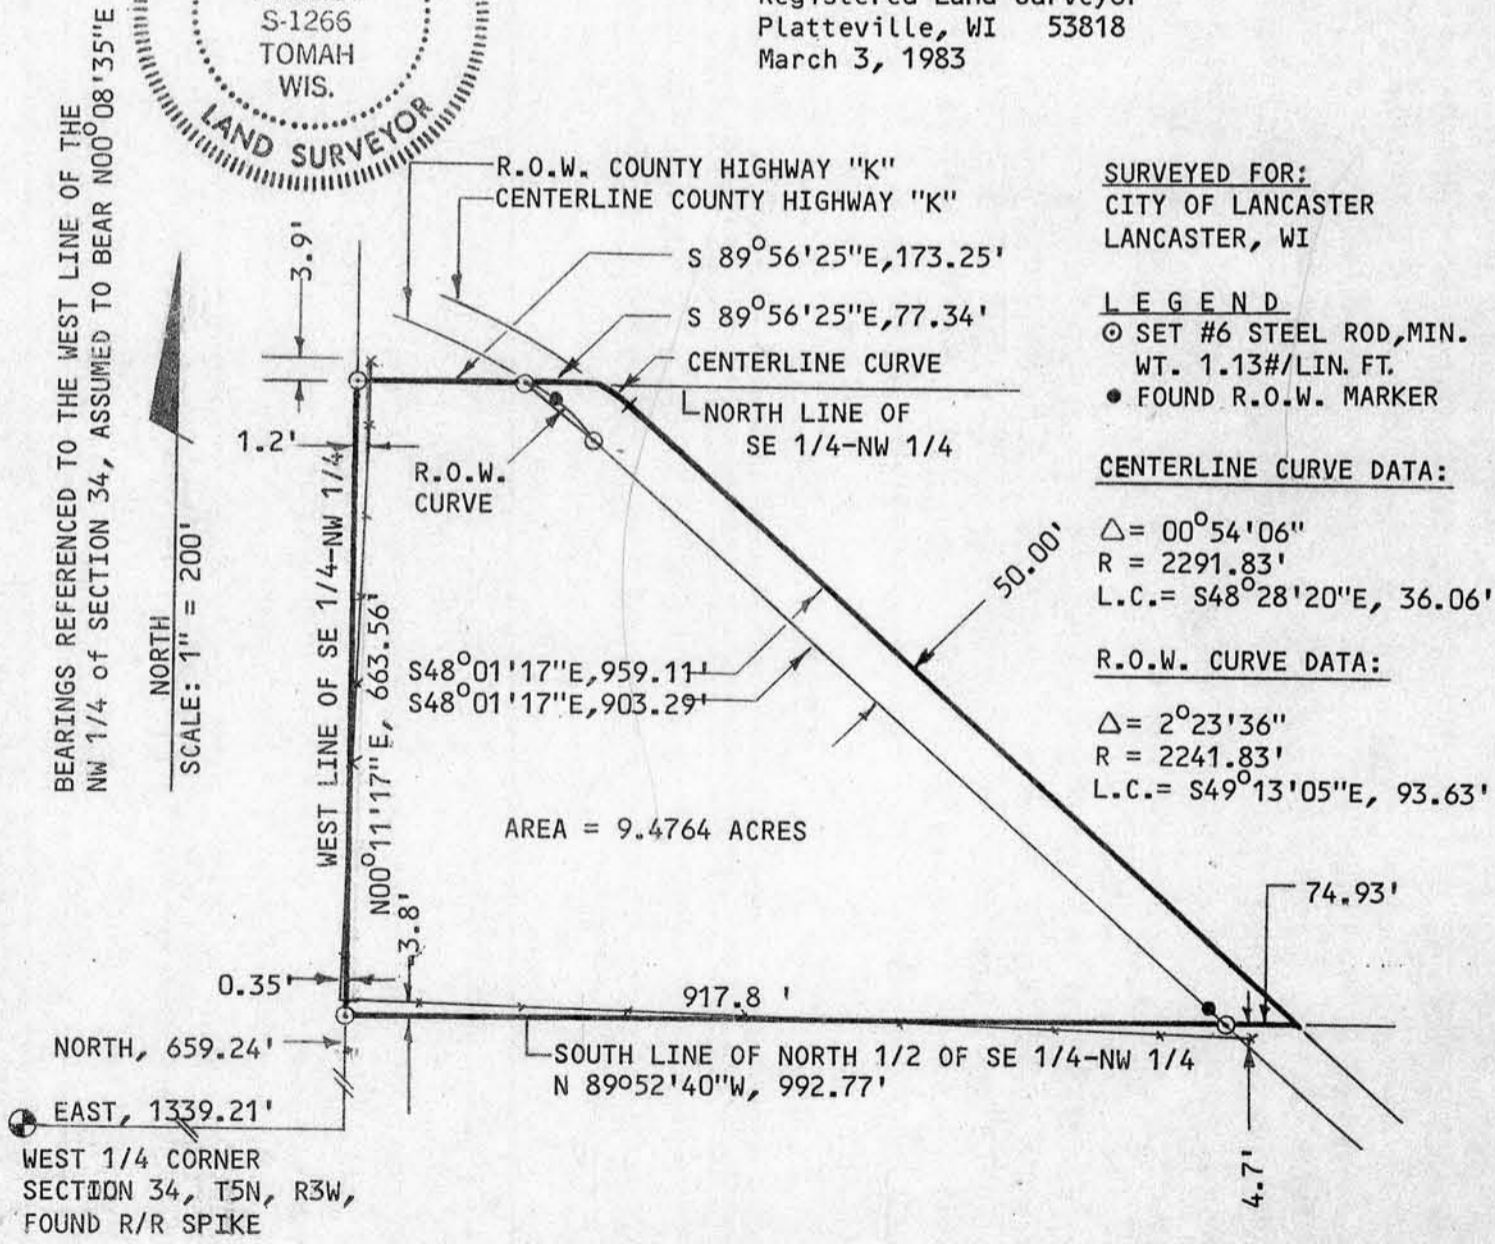 S-1266
TOMAH
WIS.
LAND SURVEYOR
Platteville, WI 53818
March 3, 1983
BEARINGS REFERENCED TO THE WEST LINE OF THE
NW 1/4 of SECTION 34, ASSUMED TO BEAR N00°08'35"E
NORTH
SCALE: 1" = 200'
R.O.W. COUNTY HIGHWAY "K"
CENTERLINE COUNTY HIGHWAY "K"
S 89°56'25"E,173.25'
S 89°56'25"E,77.34'
CENTERLINE CURVE
NORTH LINE OF
SE 1/4-NW 1/4
3.9'
1.2'
R.O.W.
CURVE
WEST LINE OF SE 1/4-NW 1/4
N00°11'17"E, 663.56'
50.00'
S48°01'17"E,959.11'
S48°01'17"E,903.29'
AREA = 9.4764 ACRES
3.8'
0.35'
917.8 '
74.93'
NORTH, 659.24'
SOUTH LINE OF NORTH 1/2 OF SE 1/4-NW 1/4
N 89°52'40"W, 992.77'
EAST, 1339.21'
4.7'
WEST 1/4 CORNER
SECTION 34, T5N, R3W,
FOUND R/R SPIKE
SURVEYED FOR:
CITY OF LANCASTER
LANCASTER, WI
L E G E N D
SET #6 STEEL ROD,MIN.
WT. 1.13#/LIN. FT.
FOUND R.O.W. MARKER
CENTERLINE CURVE DATA:
△= 00°54'06"
R = 2291.83'
L.C.= S48°28'20"E, 36.06'
R.O.W. CURVE DATA:
△= 2°23'36"
R = 2241.83'
L.C.= S49°13'05"E, 93.63'